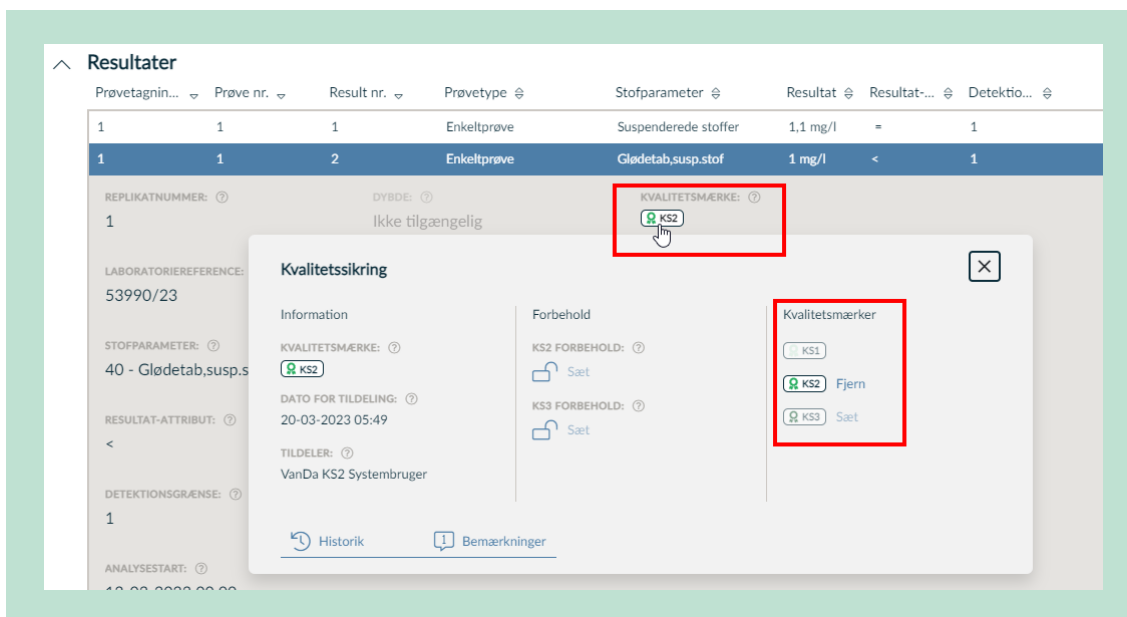 Resultater
Prøvetagnin... Prøve nr. Result nr. Prøvetype Stofparameter Resultat Resultat-... Detektio...
1 1 1 Enkeltprøve Suspenderede stoffer 1,1 mg/l = 1
1 1 2 Enkeltprøve Glødetab,susp.stof 1 mg/l < 1
REPLIKATNUMMER: DYBDE: KVALITETSMÆRKE:
1 Ikke tilgængelig KS2
LABORATORIEREFERENCE:
53990/23
STOFPARAMETER:
40 - Glødetab,susp.s
RESULTAT-ATTRIBUT:
<
DETEKTIONSGRÆNSE:
1
ANALYSESTART:
Kvalitetssikring
Information Forbehold Kvalitetsmærker
KVALITETSMÆRKE:
KS2
DATO FOR TILDELING:
20-03-2023 05:49
TILDELER:
VanDa KS2 Systembruger
KS2 FORBEHOLD:
Sæt
KS3 FORBEHOLD:
Sæt
KS1
KS2 Fjern
KS3 Sæt
Historik Bemærkninger